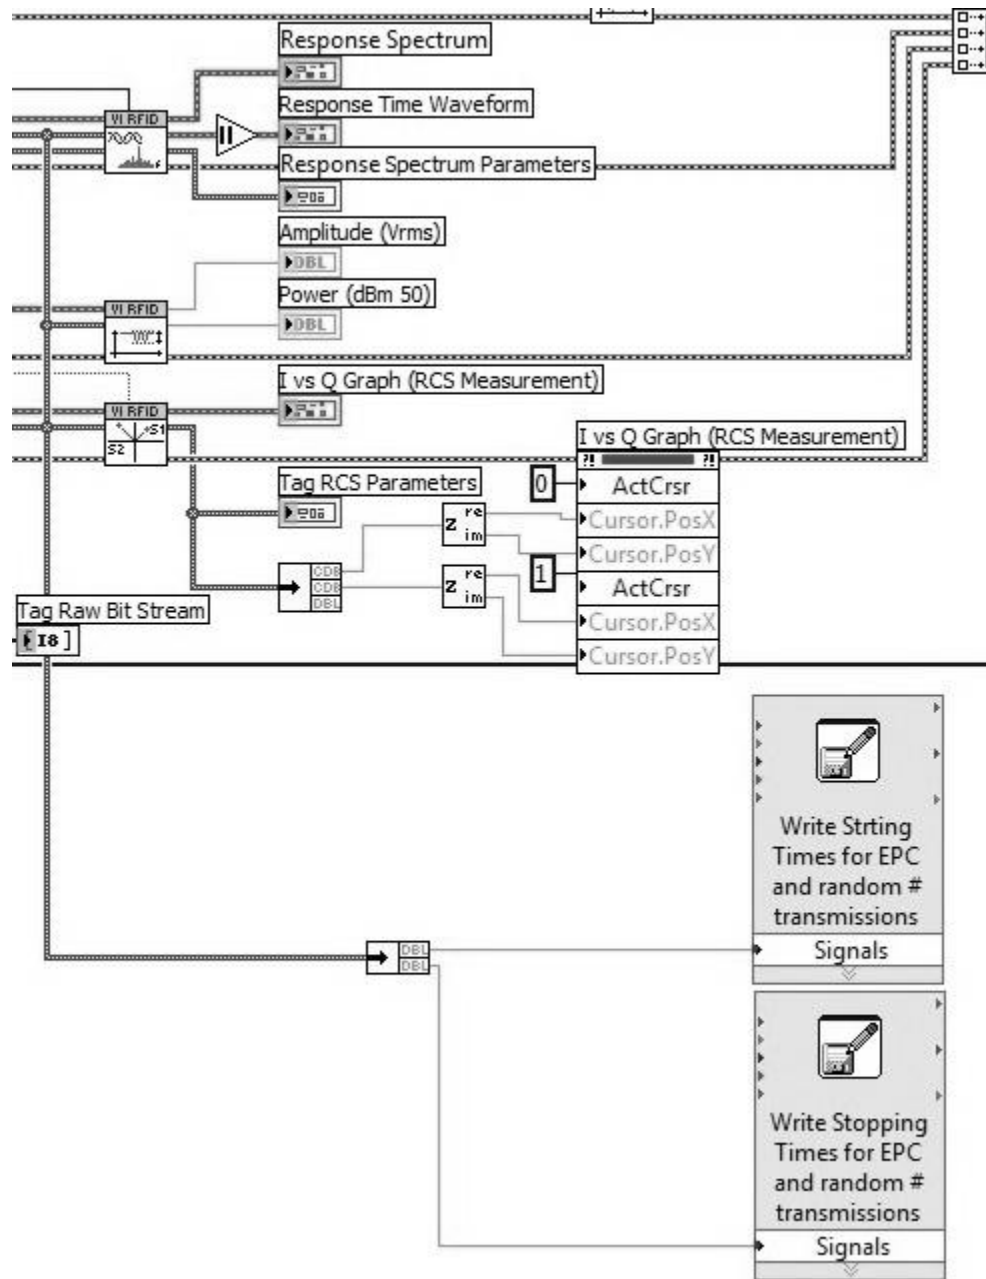 Response Spectrum
VI RFID
Response Time Waveform
Response Spectrum Parameters
Amplitude (Vrms)
DBL
Power (dBm 50)
VI RFID
DBL
I vs Q Graph (RCS Measurement)
VI RFID
S1
S2
I vs Q Graph (RCS Measurement)
?! ?!
Tag RCS Parameters
0
ActCrsr
Z re im
Cursor.PosX
Cursor.PosY
CDB
CDB
DBL
1
ActCrsr
Z re im
Cursor.PosX
Cursor.PosY
Tag Raw Bit Stream
[I8]
Write Strting
Times for EPC
and random #
transmissions
DBL
DBL
Signals
Write Stopping
Times for EPC
and random #
transmissions
Signals